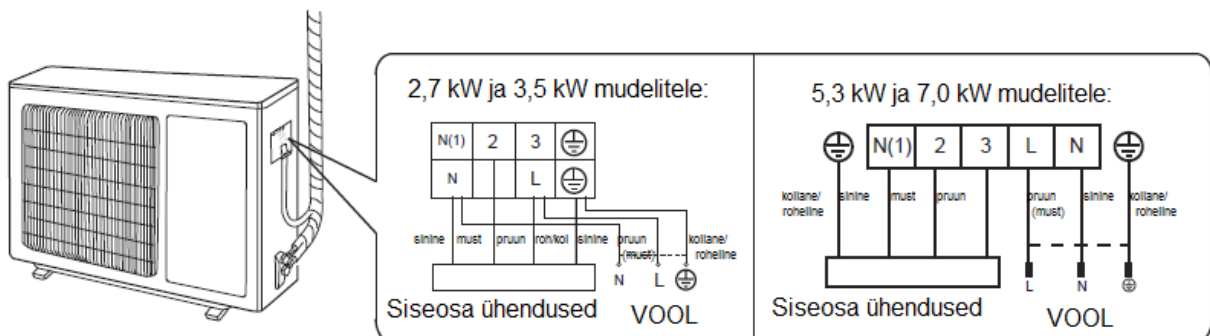 2,7 kW ja 3,5 kW mudelitele:
N(1) 2 3
N L
sinine must pruun roh/kol sinine pruun (must) kollane/ roheline
N L
Siseosa ühendused
VOOL
5,3 kW ja 7,0 kW mudelitele:
N(1) 2 3 L N
kollane/ roheline sinine must pruun pruun (must) sinine kollane/ roheline
L N
Siseosa ühendused
VOOL